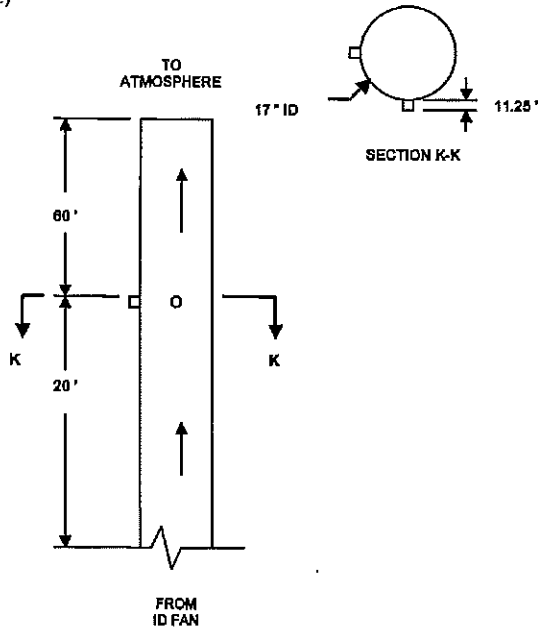 TO
ATMOSPHERE
17 " ID
11.25 "
SECTION K-K
60 '
K
K
20 '
FROM
ID FAN